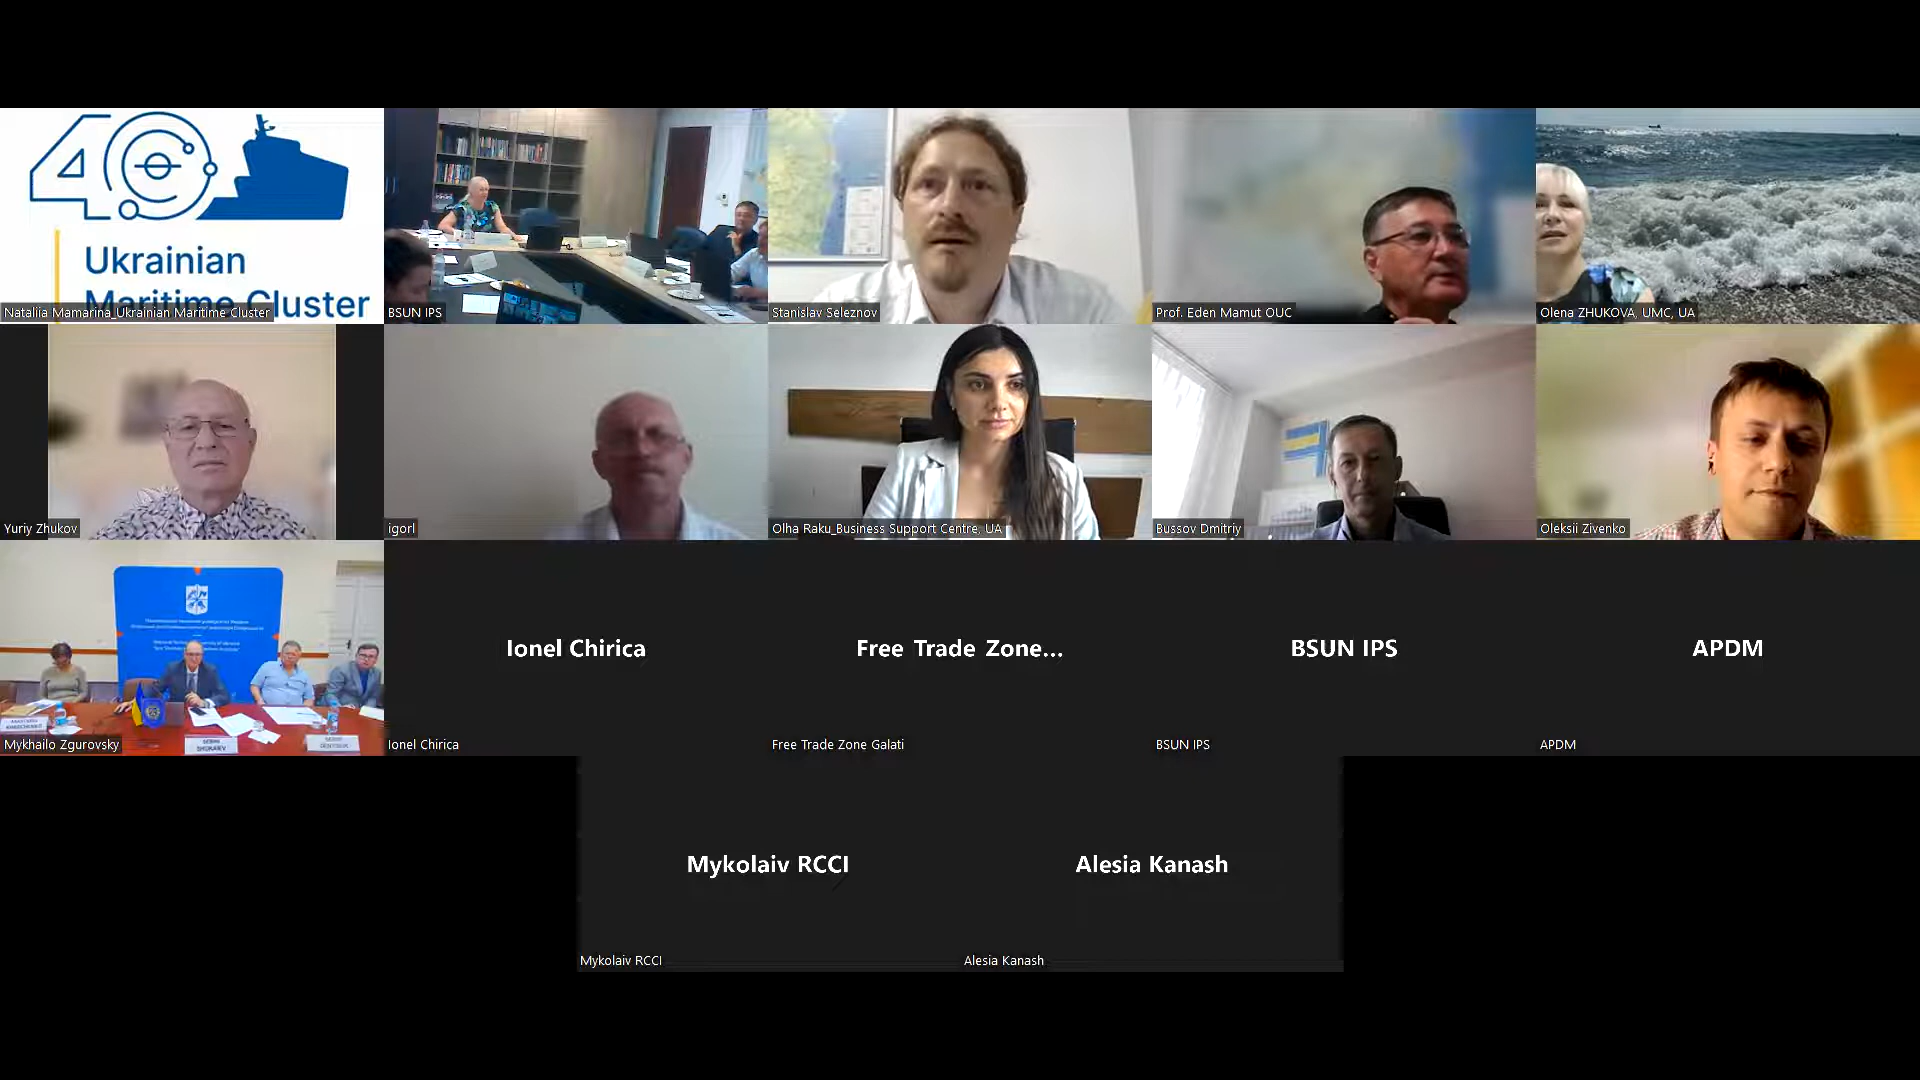 40
Ukrainian
Maritime Cluster
Nataliia Mamarina_Ukrainian Maritime Cluster
BSUN IPS
Stanislav Seleznov
Prof. Eden Mamut OUC
Olena ZHUKOVA, UMC, UA
Yuriy Zhukov
igorl
Olha Raku_Business Support Centre, UA
Bussov Dmitriy
Oleksii Zivenko
SHUKAIEV
Mykhailo Zgurovsky
Ionel Chirica
Ionel Chirica
Free Trade Zone...
Free Trade Zone Galati
BSUN IPS
BSUN IPS
APDM
APDM
Mykolaiv RCCI
Mykolaiv RCCI
Alesia Kanash
Alesia Kanash